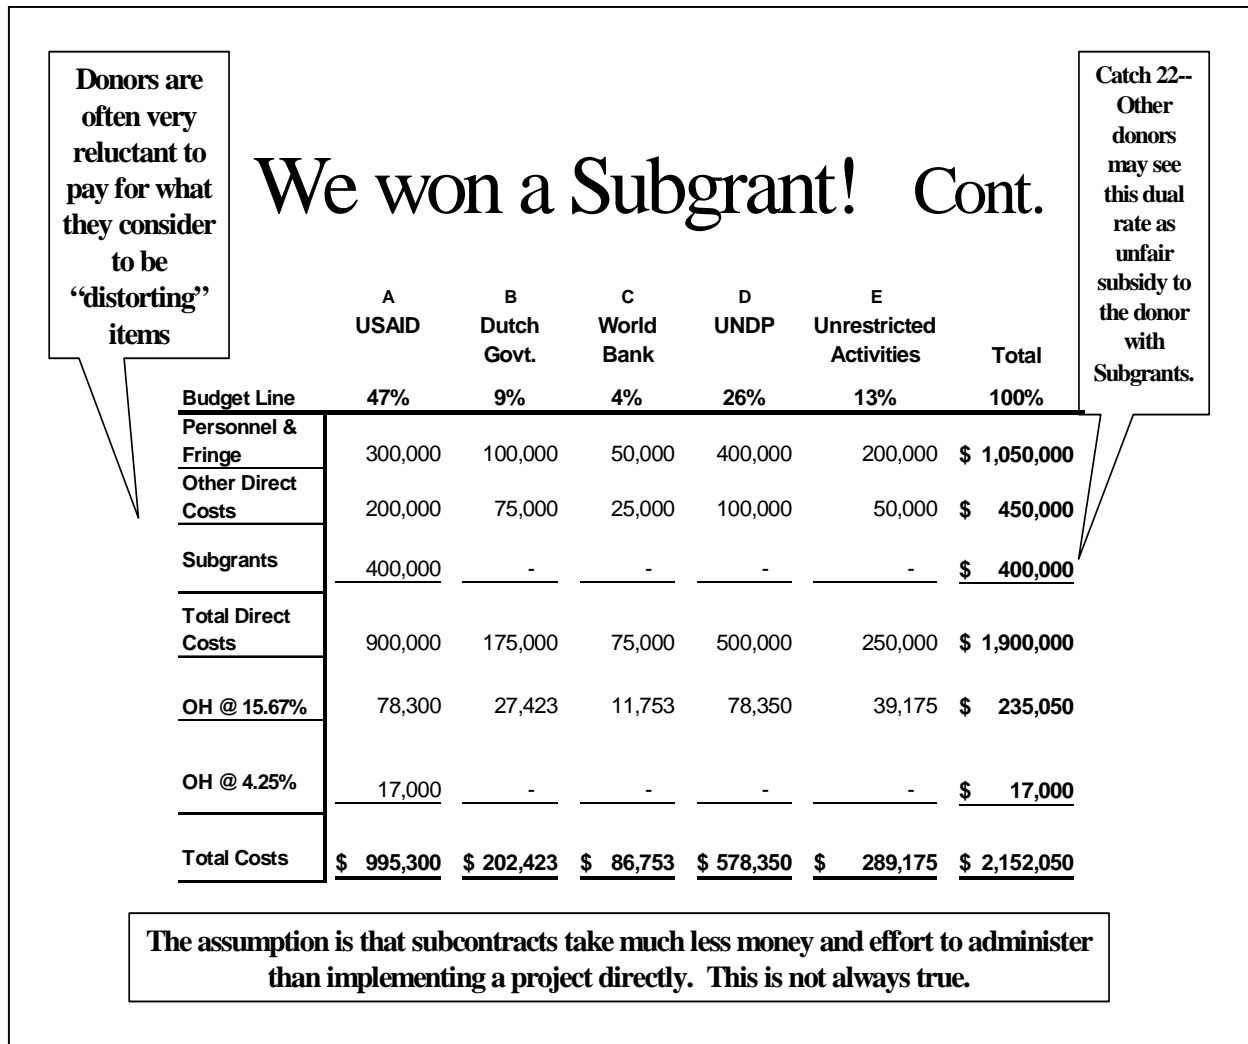 Donors are
often very
reluctant to
pay for what
they consider
to be
“distorting”
items
Catch 22--
Other
donors
may see
this dual
rate as
unfair
subsidy to
the donor
with
Subgrants.
We won a Subgrant! Cont.
A B C D E
USAID Dutch World UNDP Unrestricted
Govt. Bank Activities Total
Budget Line 47% 9% 4% 26% 13% 100%
Personnel &
Fringe 300,000 100,000 50,000 400,000 200,000 $ 1,050,000
Other Direct
Costs 200,000 75,000 25,000 100,000 50,000 $ 450,000
Subgrants 400,000 - - - - $ 400,000
Total Direct
Costs 900,000 175,000 75,000 500,000 250,000 $ 1,900,000
OH @ 15.67% 78,300 27,423 11,753 78,350 39,175 $ 235,050
OH @ 4.25% 17,000 - - - - $ 17,000
Total Costs $ 995,300 $ 202,423 $ 86,753 $ 578,350 $ 289,175 $ 2,152,050
The assumption is that subcontracts take much less money and effort to administer
than implementing a project directly. This is not always true.